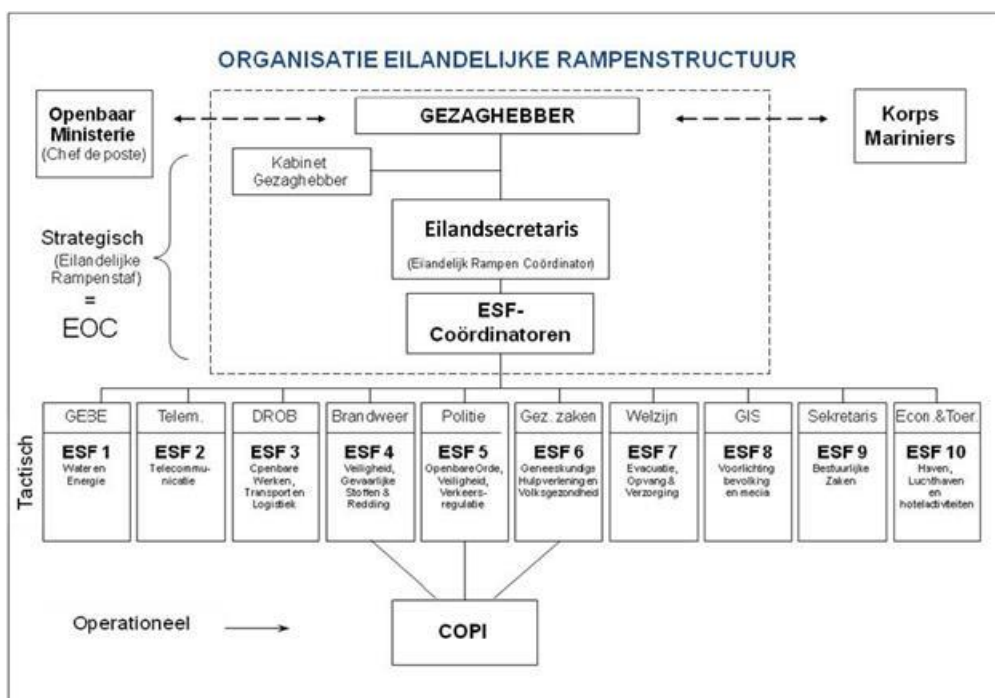 ORGANISATIE EILANDELIJKE RAMPENSTRUCTUUR
Openbaar
Ministerie
(Chef de poste)
GEZAGHEBBER
Korps
Mariniers
Kabinet
Gezaghebber
Strategisch
(Eilandelijke
Rampenstaf)
=
EOC
Eilandsecretaris
(Eilandelijk Rampen Coördinator)
ESF-
Coördinatoren
Tactisch
GEBE
ESF 1
Water en
Energie
Telem.
ESF 2
Telecommu-
nicatie
DROB
ESF 3
Openbare
Werken,
Transport en
Logistiek
Brandweer
ESF 4
Veiligheid,
Gevaarlijke
Stoffen &
Redding
Politie
ESF 5
Openbare Orde,
Veiligheid,
Verkeers-
regulatie
Gez. zaken
ESF 6
Geneeskundige
Hulpverlening en
Volksgezondheid
Welzijn
ESF 7
Evacuatie,
Opvang &
Verzorging
GIS
ESF 8
Voorlichting
bevolking
en media
Sekretaris
ESF 9
Bestuurlijke
Zaken
Econ.&Toer.
ESF 10
Haven,
Luchthaven
en
hotelactiviteiten
Operationeel
COPI